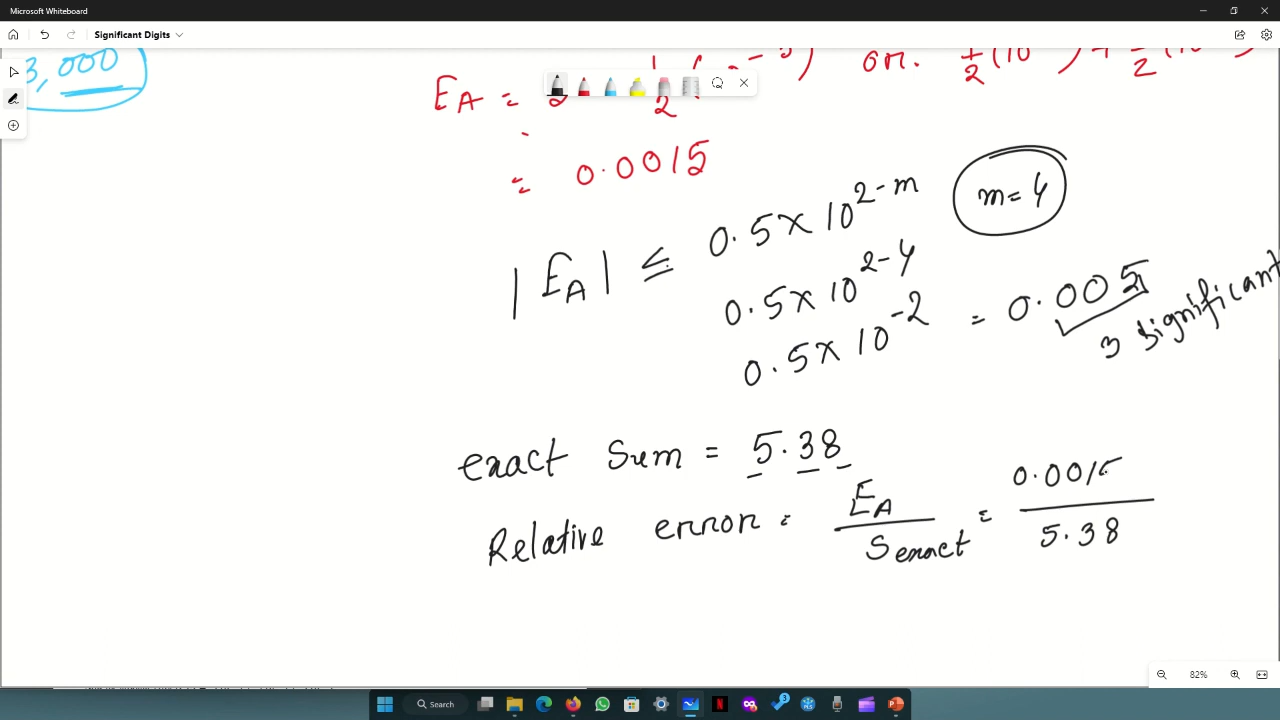 Microsoft Whiteboard
Significant Digits
3,000
or.
E_A =
= 0.0015
|E_A| ≤ 0.5 × 10^{2-m}
m = 4
0.5 × 10^{2-4}
0.5 × 10^{-2} = 0.005
3 significant
exact sum = 5.38
Relative error = E_A / S_exact = 0.0015 / 5.38
82%
Search
3